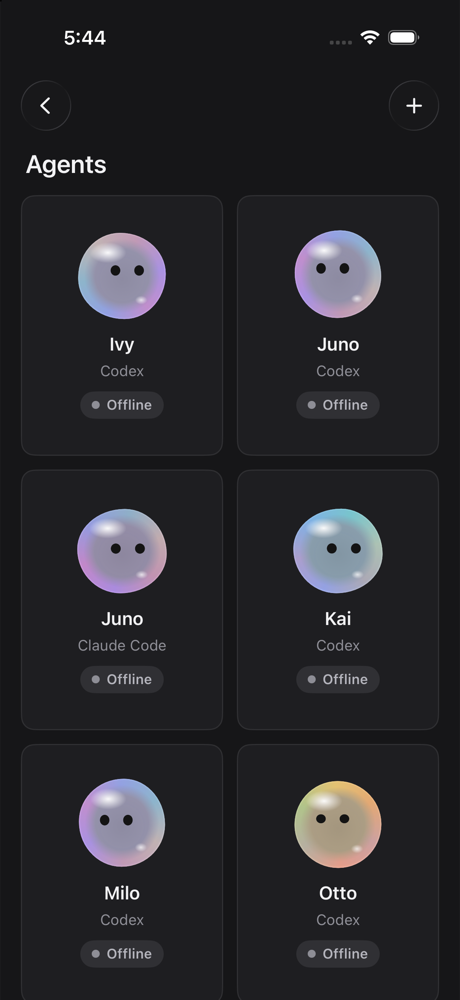 5:44
Agents
Ivy
Codex
Offline
Juno
Codex
Offline
Juno
Claude Code
Offline
Kai
Codex
Offline
Milo
Codex
Offline
Otto
Codex
Offline